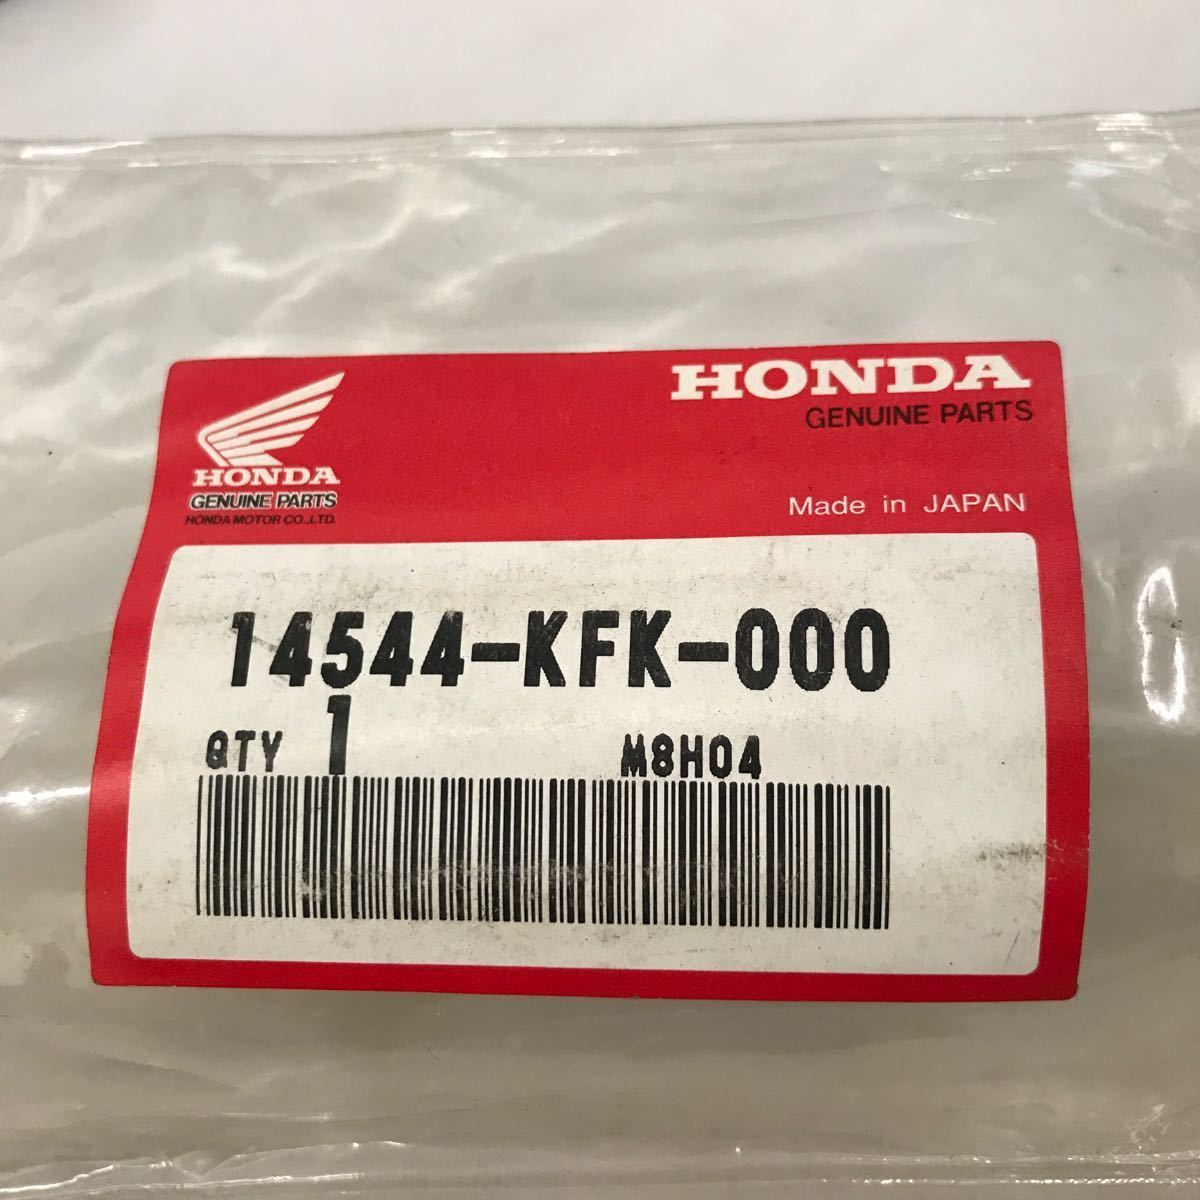 HONDA
GENUINE PARTS
HONDA
GENUINE PARTS
HONDA MOTOR CO.,LTD.
Made in JAPAN
14544-KFK-000
QTY 1 M8H04